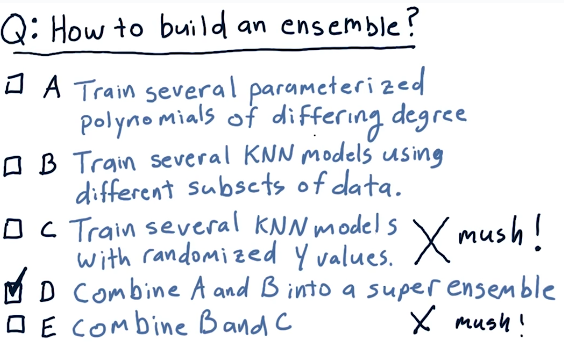 Q: How to build an ensemble?
A Train several parameterized
polynomials of differing degree
B Train several KNN models using
different subsets of data.
C Train several KNN models
with randomized Y values. X mush!
D Combine A and B into a super ensemble
E Combine B and C X mush!